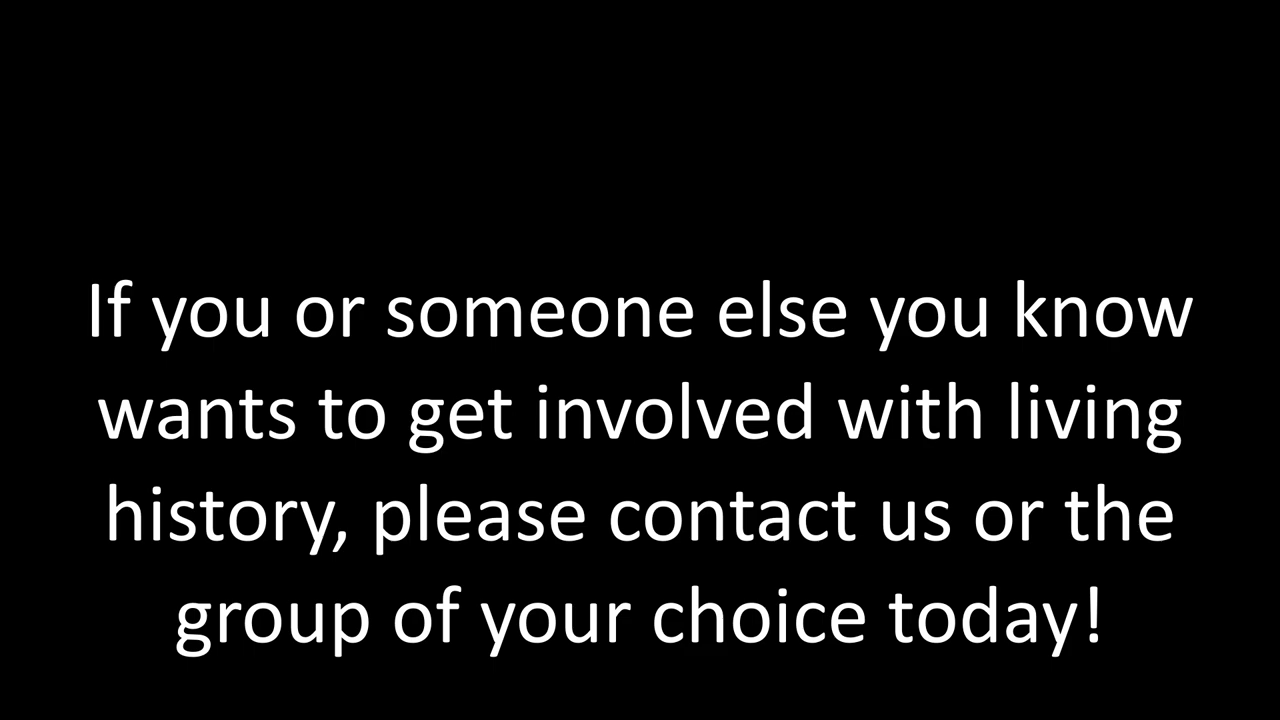 If you or someone else you know
wants to get involved with living
history, please contact us or the
group of your choice today!